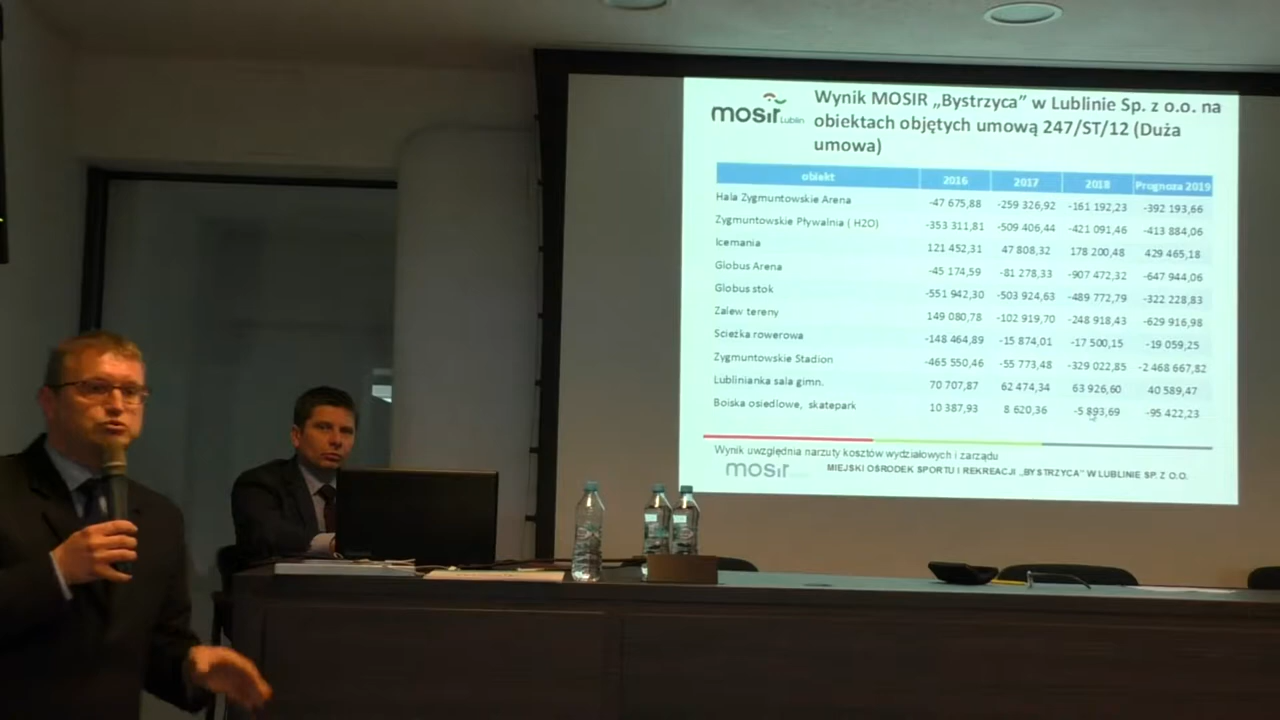 mosir Lublin
Wynik MOSIR „Bystrzyca” w Lublinie Sp. z o.o. na
obiektach objętych umową 247/ST/12 (Duża
umowa)
obiekt 2016 2017 2018 Prognoza 2019
Hala Zygmuntowskie Arena -47 675,88 -259 326,92 -161 192,23 -392 193,66
Zygmuntowskie Pływalnia ( H2O) -353 311,81 -509 406,44 -421 091,46 -413 884,06
Icemania 121 452,31 47 808,32 178 200,48 429 465,18
Globus Arena -45 174,59 -81 278,33 -907 472,32 -647 944,06
Globus stok -551 942,30 -503 924,63 -489 772,79 -322 228,83
Zalew tereny 149 080,78 -102 919,70 -248 918,43 -629 916,98
Scieżka rowerowa -148 464,89 -15 874,01 -17 500,15 -19 059,25
Zygmuntowskie Stadion -465 550,46 -55 773,48 -329 022,85 -2 468 667,82
Lublinianka sala gimn. 70 707,87 62 474,34 63 926,60 40 589,47
Boiska osiedlowe, skatepark 10 387,93 8 620,36 -5 893,69 -95 422,23
Wynik uwzględnia narzuty kosztów wydziałowych i zarządu
mosir MIEJSKI OŚRODEK SPORTU I REKREACJI „BYSTRZYCA” W LUBLINIE SP. Z O.O.